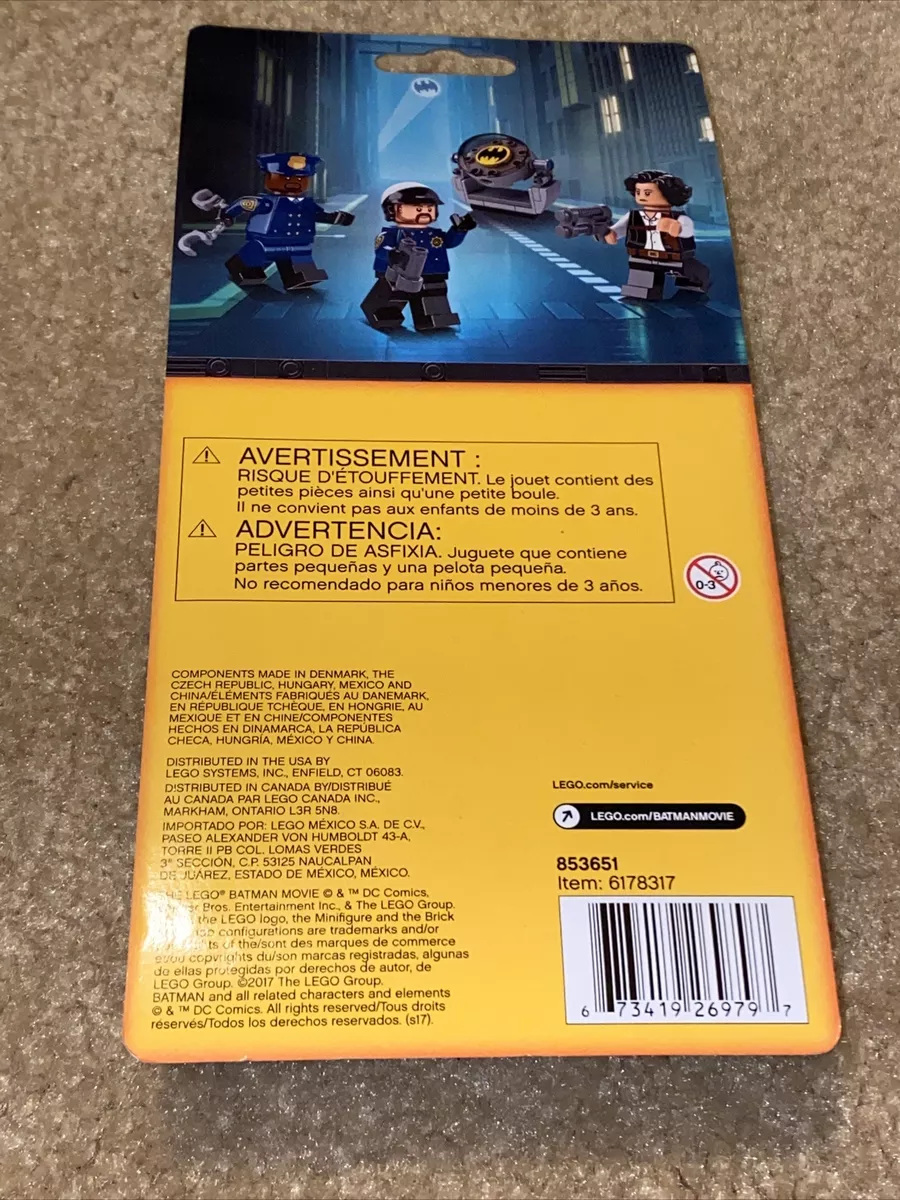 AVERTISSEMENT :
RISQUE D'ÉTOUFFEMENT. Le jouet contient des
petites pièces ainsi qu'une petite boule.
Il ne convient pas aux enfants de moins de 3 ans.
ADVERTENCIA:
PELIGRO DE ASFIXIA. Juguete que contiene
partes pequeñas y una pelota pequeña.
No recomendado para niños menores de 3 años.
0-3
COMPONENTS MADE IN DENMARK, THE
CZECH REPUBLIC, HUNGARY, MEXICO AND
CHINA/ÉLÉMENTS FABRIQUÉS AU DANEMARK,
EN RÉPUBLIQUE TCHÈQUE, EN HONGRIE, AU
MEXIQUE ET EN CHINE/COMPONENTES
HECHOS EN DINAMARCA, LA REPÚBLICA
CHECA, HUNGRÍA, MÉXICO Y CHINA.
DISTRIBUTED IN THE USA BY
LEGO SYSTEMS, INC., ENFIELD, CT 06083.
DISTRIBUTED IN CANADA BY/DISTRIBUÉ
AU CANADA PAR LEGO CANADA INC.,
MARKHAM, ONTARIO L3R 5N8.
IMPORTADO POR: LEGO MÉXICO S.A. DE C.V.,
PASEO ALEXANDER VON HUMBOLDT 43-A,
TORRE II PB COL. LOMAS VERDES
3ª SECCIÓN, C.P. 53125 NAUCALPAN
DE JUÁREZ, ESTADO DE MÉXICO, MÉXICO.
THE LEGO® BATMAN MOVIE © & ™ DC Comics,
Bros. Entertainment Inc., & The LEGO Group.
the LEGO logo, the Minifigure and the Brick
configurations are trademarks and/or
of the/sont des marques de commerce
copyrights du/son marcas registradas, algunas
de ellas protegidas por derechos de autor, de
LEGO Group. ©2017 The LEGO Group.
BATMAN and all related characters and elements
© & ™ DC Comics. All rights reserved/Tous droits
réservés/Todos los derechos reservados. (s17).
LEGO.com/service
LEGO.com/BATMANMOVIE
853651
Item: 6178317
6 73419 26979 7